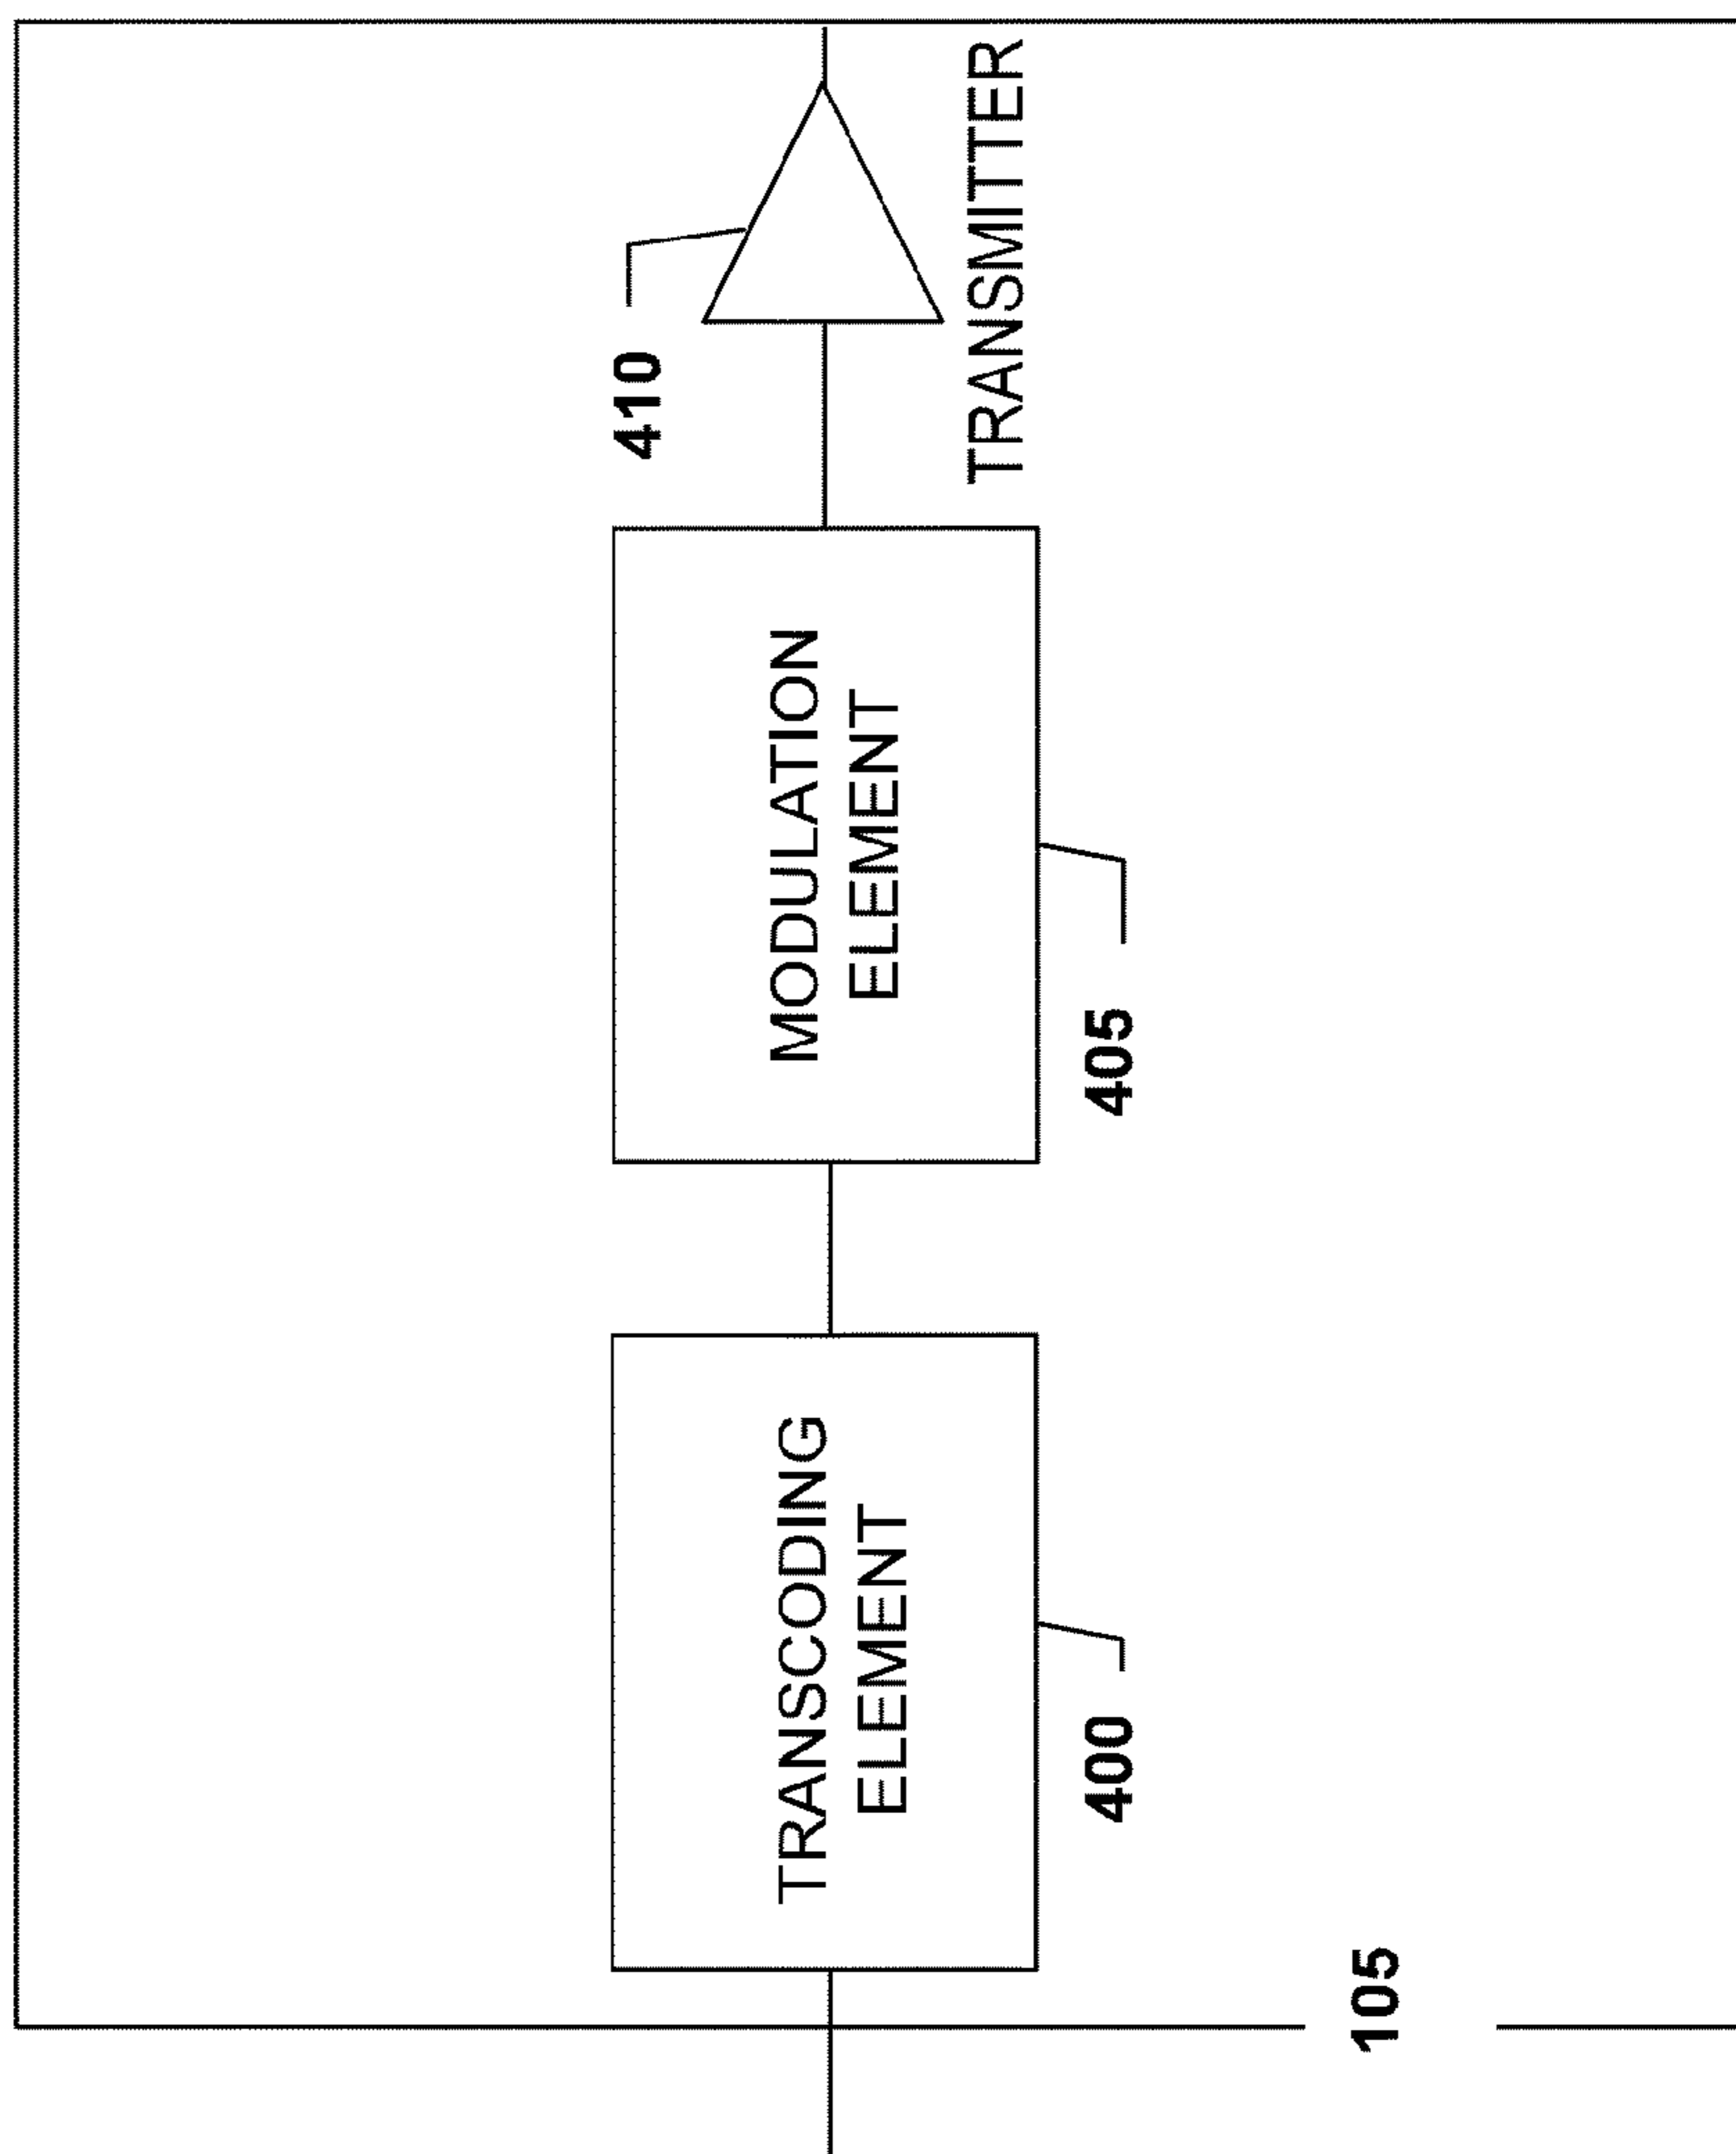 410
TRANSMITTER
MODULATION
ELEMENT
405
TRANSCODING
ELEMENT
400
105